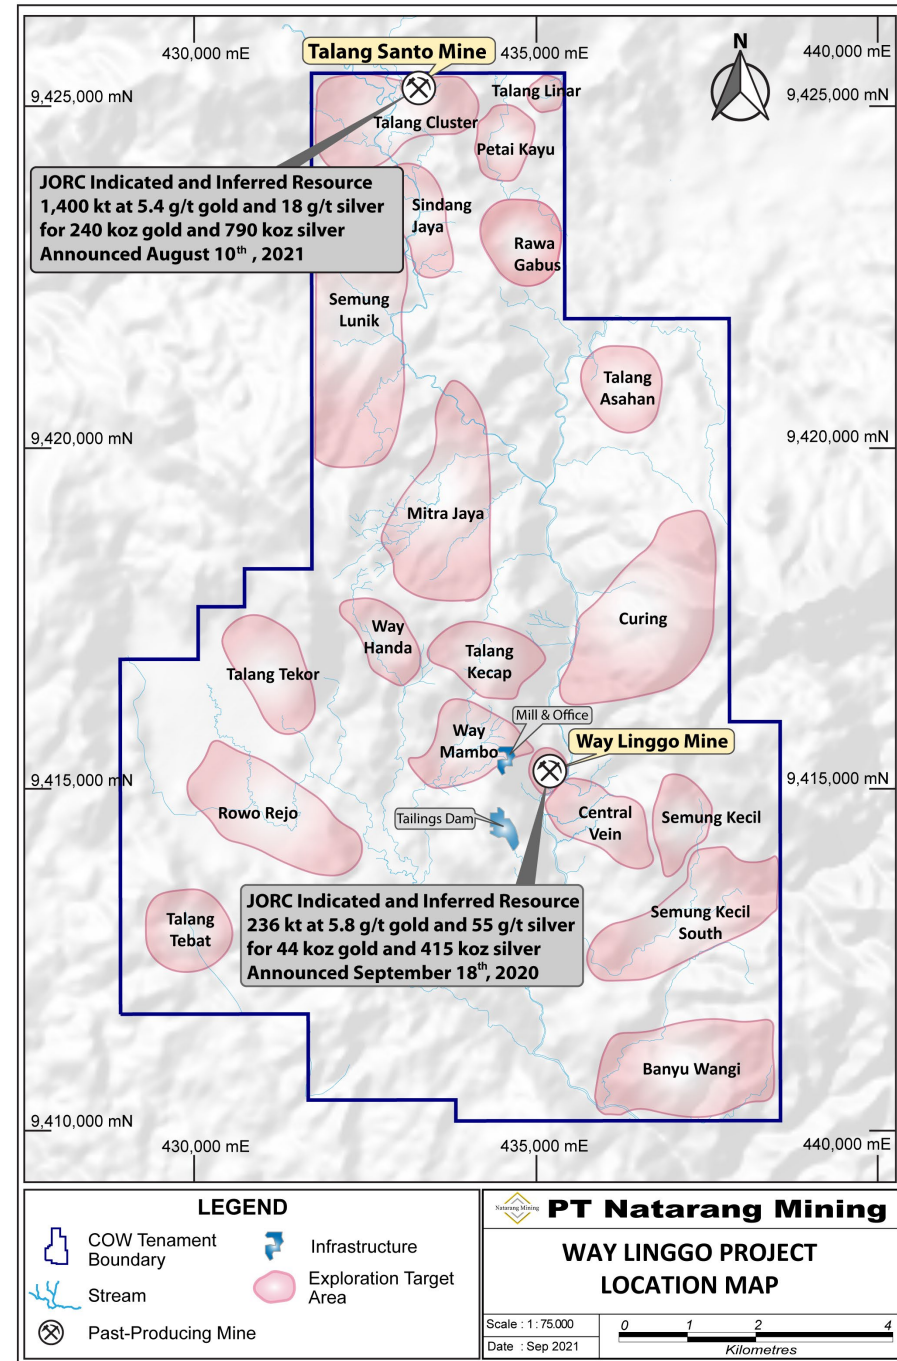 430,000 mE
435,000 mE
440,000 mE
Talang Santo Mine
9,425,000 mN
9,425,000 mN
N
Talang Linar
Talang Cluster
Petai Kayu
JORC Indicated and Inferred Resource
1,400 kt at 5.4 g/t gold and 18 g/t silver
for 240 koz gold and 790 koz silver
Announced August 10th , 2021
Sindang
Jaya
Rawa
Gabus
Semung
Lunik
Talang
Asahan
9,420,000 mN
9,420,000 mN
Mitra Jaya
Curing
Way
Handa
Talang
Kecap
Talang Tekor
Mill & Office
Way
Mambo
Way Linggo Mine
9,415,000 mN
9,415,000 mN
Rowo Rejo
Tailings Dam
Central
Vein
Semung Kecil
JORC Indicated and Inferred Resource
236 kt at 5.8 g/t gold and 55 g/t silver
for 44 koz gold and 415 koz silver
Announced September 18th, 2020
Talang
Tebat
Semung Kecil
South
Banyu Wangi
9,410,000 mN
430,000 mE
435,000 mE
440,000 mE
LEGEND
COW Tenament
Boundary
Stream
Past-Producing Mine
Infrastructure
Exploration Target
Area
Natarang Mining
PT Natarang Mining
WAY LINGGO PROJECT
LOCATION MAP
Scale : 1 : 75.000
Date : Sep 2021
0 1 2 4
Kilometres